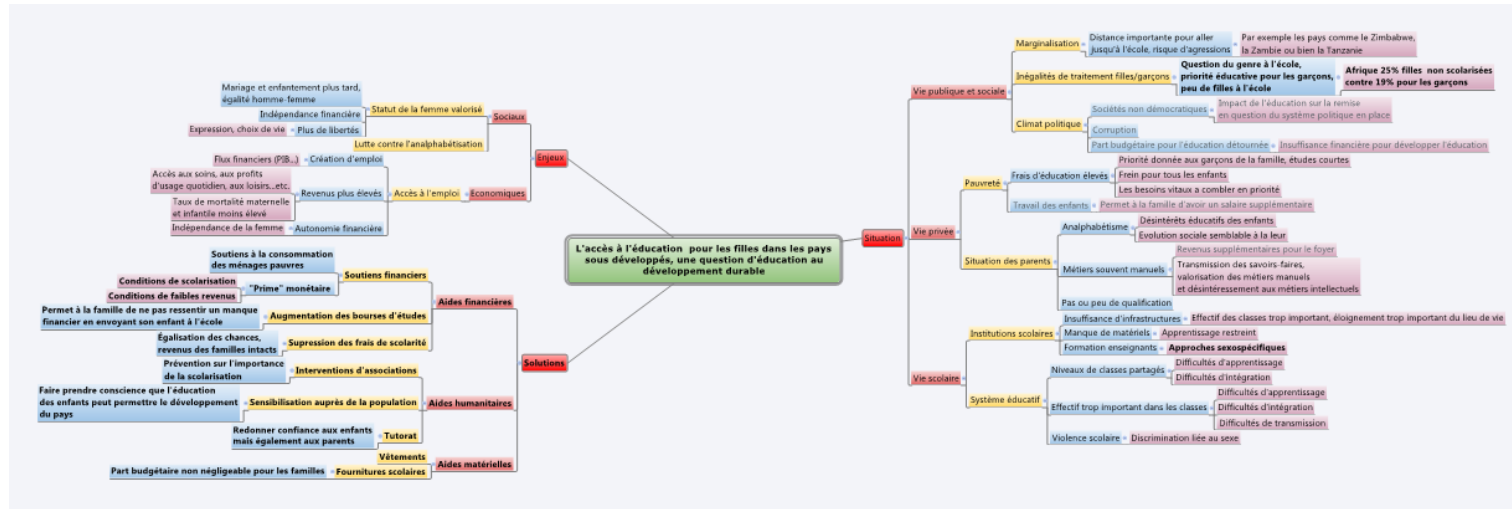 L'accès à l'éducation pour les filles dans les pays
sous développés, une question d'éducation au
développement durable
Enjeux
Sociaux
Statut de la femme valorisé
Mariage et enfantement plus tard,
égalité homme-femme
Indépendance financière
Plus de libertés
Expression, choix de vie
Lutte contre l'analphabétisation
Economiques
Accès à l'emploi
Création d'emploi
Flux financiers (PIB...)
Revenus plus élevés
Accès aux soins, aux profits
d'usage quotidien, aux loisirs...etc.
Taux de mortalité maternelle
et infantile moins élevé
Autonomie financière
Indépendance de la femme
Solutions
Aides financières
Soutiens financiers
Soutiens à la consommation
des ménages pauvres
"Prime" monétaire
Conditions de scolarisation
Conditions de faibles revenus
Augmentation des bourses d'études
Permet à la famille de ne pas ressentir un manque
financier en envoyant son enfant à l'école
Supression des frais de scolarité
Égalisation des chances,
revenus des familles intacts
Aides humanitaires
Interventions d'associations
Prévention sur l'importance
de la scolarisation
Sensibilisation auprès de la population
Faire prendre conscience que l'éducation
des enfants peut permettre le développement
du pays
Tutorat
Redonner confiance aux enfants
mais également aux parents
Aides matérielles
Vêtements
Fournitures scolaires
Part budgétaire non négligeable pour les familles
Situation
Vie publique et sociale
Marginalisation
Distance importante pour aller
jusqu'à l'école, risque d'agressions
Par exemple les pays comme le Zimbabwe,
la Zambie ou bien la Tanzanie
Inégalités de traitement filles/garçons
Question du genre à l'école,
priorité éducative pour les garçons,
peu de filles à l'école
Afrique 25% filles non scolarisées
contre 19% pour les garçons
Climat politique
Sociétés non démocratiques
Impact de l'éducation sur la remise
en question du système politique en place
Corruption
Part budgétaire pour l'éducation détournée
Insuffisance financière pour développer l'éducation
Vie privée
Pauvreté
Frais d'éducation élevés
Priorité donnée aux garçons de la famille, études courtes
Frein pour tous les enfants
Les besoins vitaux a combler en priorité
Travail des enfants
Permet à la famille d'avoir un salaire supplémentaire
Situation des parents
Analphabétisme
Désintérêts éducatifs des enfants
Evolution sociale semblable à la leur
Métiers souvent manuels
Revenus supplémentaires pour le foyer
Transmission des savoirs-faires,
valorisation des métiers manuels
et désintéressement aux métiers intellectuels
Pas ou peu de qualification
Vie scolaire
Institutions scolaires
Insuffisance d'infrastructures
Effectif des classes trop important, éloignement trop important du lieu de vie
Manque de matériels
Apprentissage restreint
Formation enseignants
Approches sexospécifiques
Système éducatif
Niveaux de classes partagés
Difficultés d'apprentissage
Difficultés d'intégration
Effectif trop important dans les classes
Difficultés d'apprentissage
Difficultés d'intégration
Difficultés de transmission
Violence scolaire
Discrimination liée au sexe